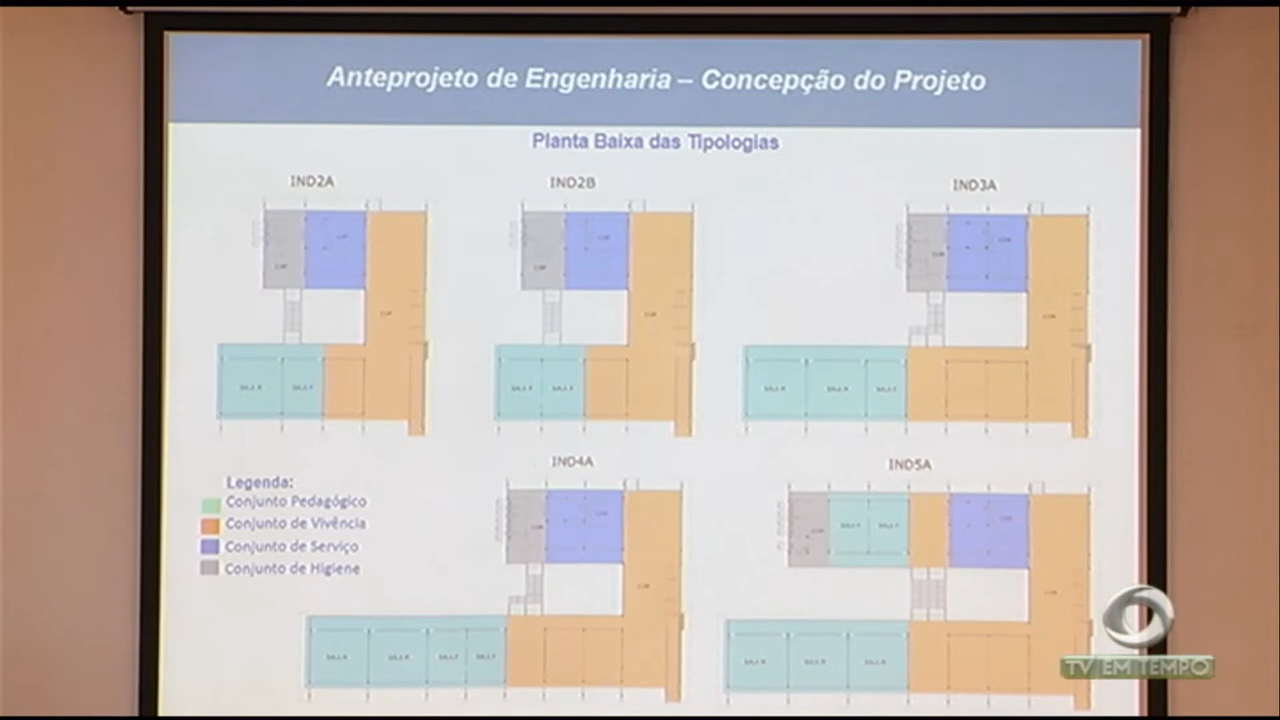 Anteprojeto de Engenharia – Concepção do Projeto
Planta Baixa das Tipologias
IND2A
IND2B
IND3A
IND4A
IND5A
Legenda:
Conjunto Pedagógico
Conjunto de Vivência
Conjunto de Serviço
Conjunto de Higiene
TV EM TEMPO